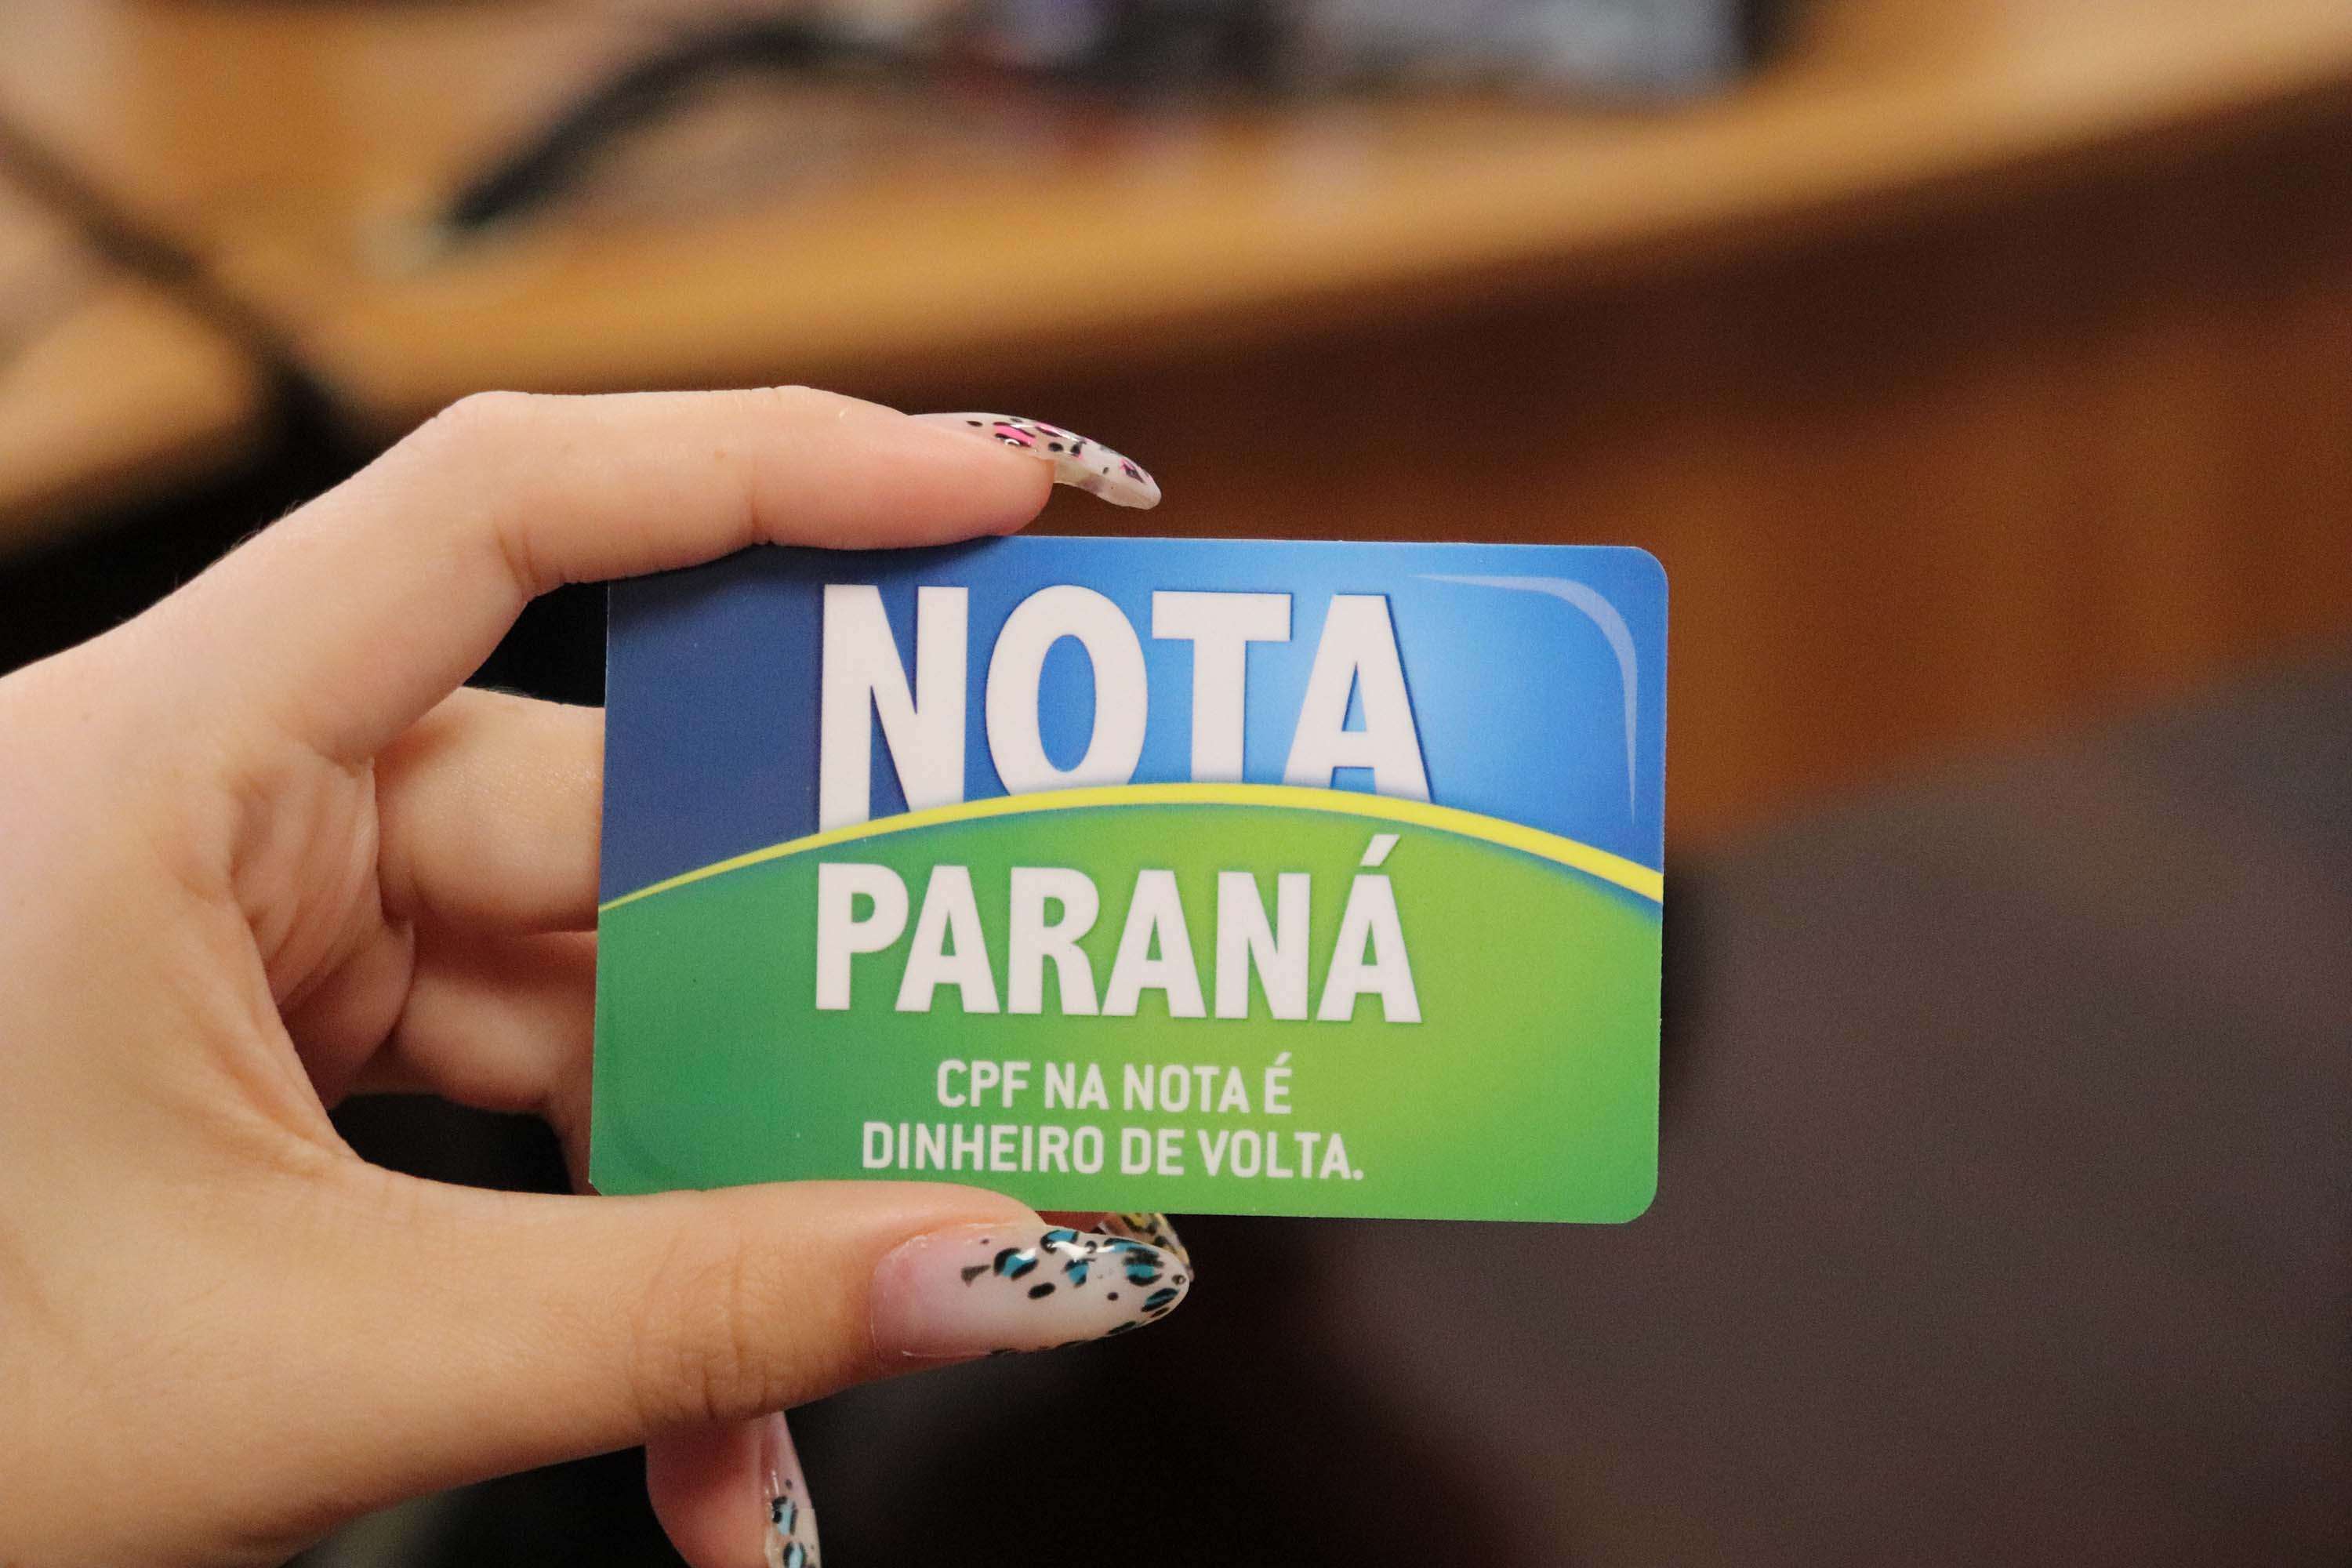 NOTA
PARANÁ
CPF NA NOTA É
DINHEIRO DE VOLTA.